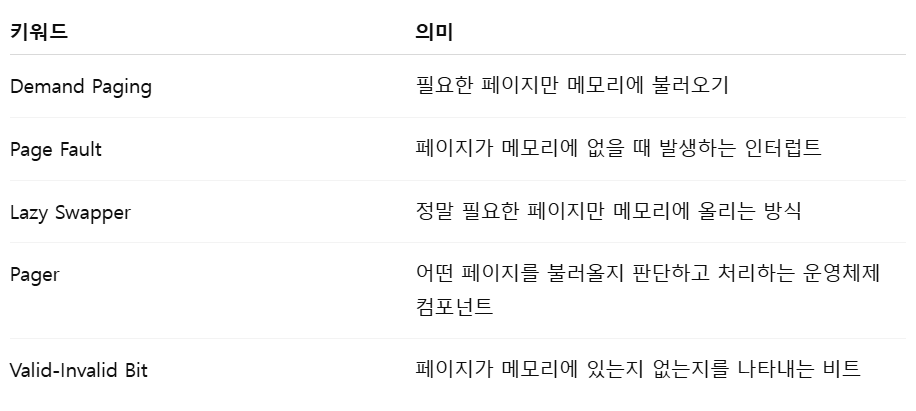 키워드 의미
Demand Paging 필요한 페이지만 메모리에 불러오기
Page Fault 페이지가 메모리에 없을 때 발생하는 인터럽트
Lazy Swapper 정말 필요한 페이지만 메모리에 올리는 방식
Pager 어떤 페이지를 불러올지 판단하고 처리하는 운영체제
컴포넌트
Valid-Invalid Bit 페이지가 메모리에 있는지 없는지를 나타내는 비트